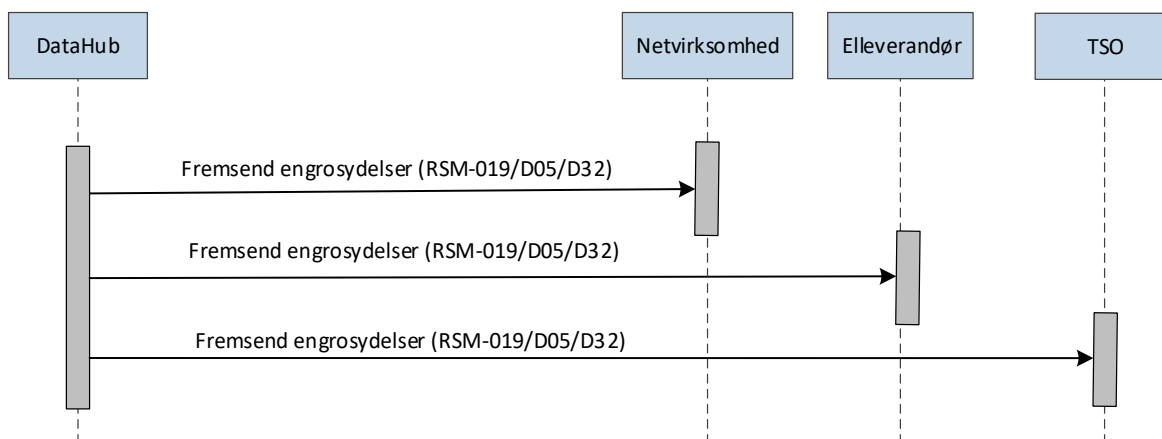 DataHub
Netvirksomhed
Elleverandør
TSO
Fremsend engrosydelser (RSM-019/D05/D32)
Fremsend engrosydelser (RSM-019/D05/D32)
Fremsend engrosydelser (RSM-019/D05/D32)